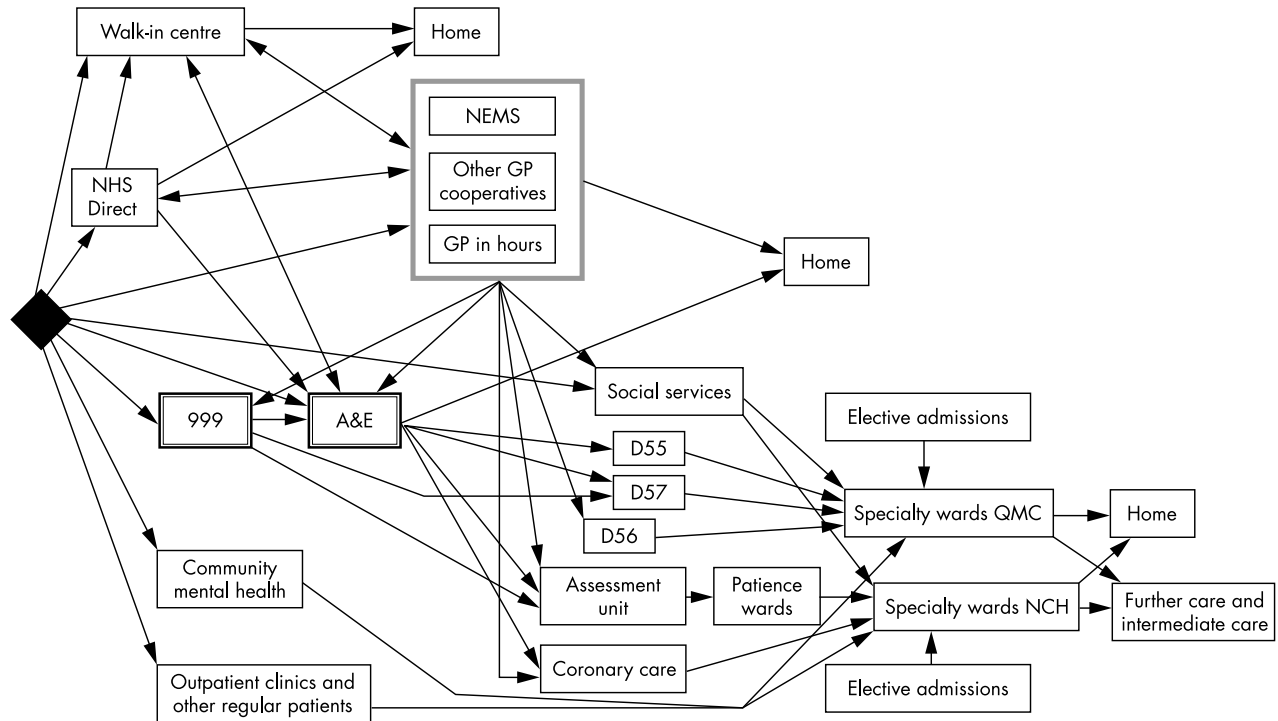 Walk-in centre
Home
NEMS
Other GP
cooperatives
GP in hours
NHS
Direct
Home
999
A&E
Social services
Elective admissions
D55
D57
D56
Specialty wards QMC
Home
Community
mental health
Assessment
unit
Patience
wards
Specialty wards NCH
Further care and
intermediate care
Outpatient clinics and
other regular patients
Coronary care
Elective admissions